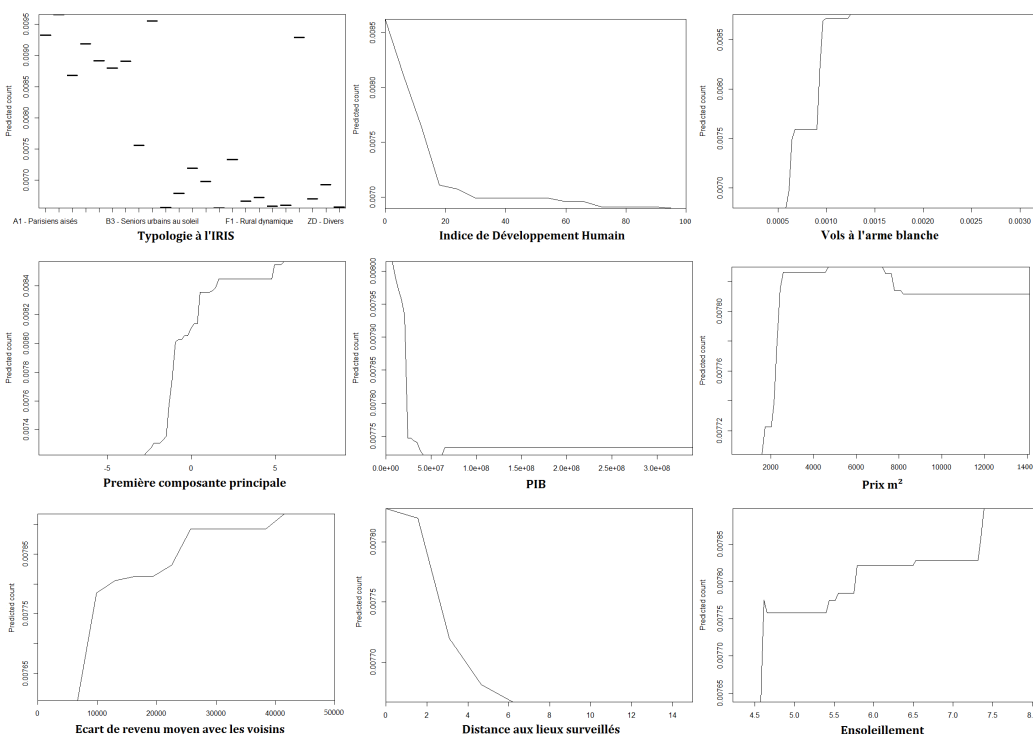 Predicted count
0.0095
0.0090
0.0085
0.0080
0.0075
0.0070
A1 - Parisiens aisés B3 - Seniors urbains au soleil F1 - Rural dynamique ZD - Divers
Typologie à l'IRIS
Predicted count
0.0085
0.0080
0.0075
0.0070
0 20 40 60 80 100
Indice de Développement Humain
Predicted count
0.0085
0.0080
0.0075
0.0070
0.0005 0.0010 0.0015 0.0020 0.0025 0.0030
Vols à l'arme blanche
Predicted count
0.0084
0.0082
0.0080
0.0078
0.0076
0.0074
-5 0 5
Première composante principale
Predicted count
0.00800
0.00795
0.00790
0.00785
0.00780
0.00775
0.0e+00 5.0e+07 1.0e+08 1.5e+08 2.0e+08 2.5e+08 3.0e+08
PIB
Predicted count
0.00780
0.00776
0.00772
2000 4000 6000 8000 10000 12000 1400
Prix m²
Predicted count
0.00785
0.00775
0.00765
0 10000 20000 30000 40000 50000
Ecart de revenu moyen avec les voisins
Predicted count
0.00780
0.00775
0.00770
0 2 4 6 8 10 12 14
Distance aux lieux surveillés
Predicted count
0.00785
0.00780
0.00775
0.00770
0.00765
4.5 5.0 5.5 6.0 6.5 7.0 7.5 8.
Ensoleillement